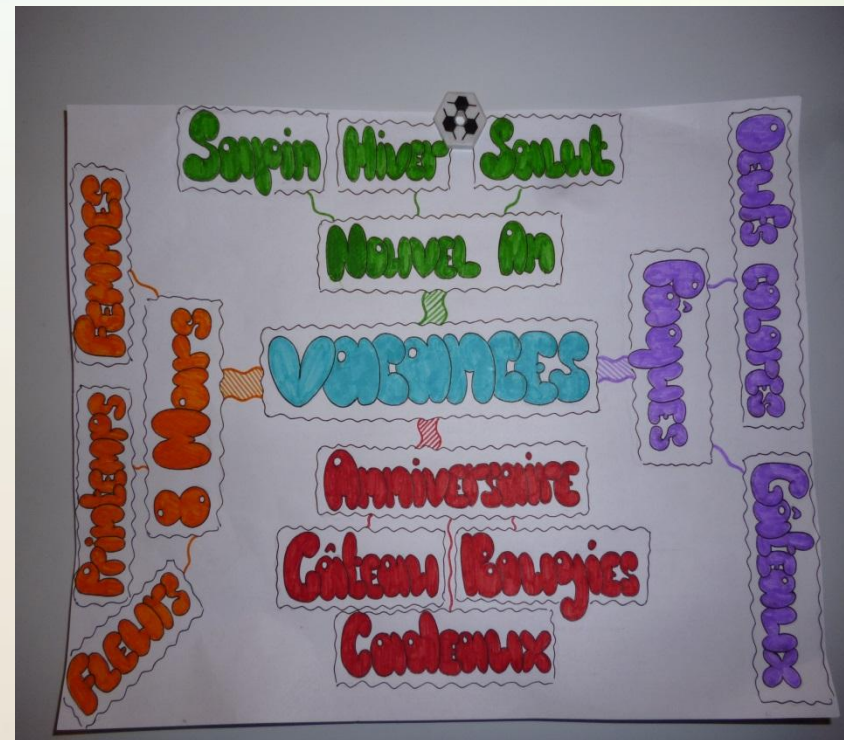 Sapin Hiver Salut
Nouvel An
Vacances
8 Mars
Femmes
Printemps
Fleurs
Pâques
Oeufs colorés
Gâteaux
Anniversaire
Gâteau Bougies
Cadeaux